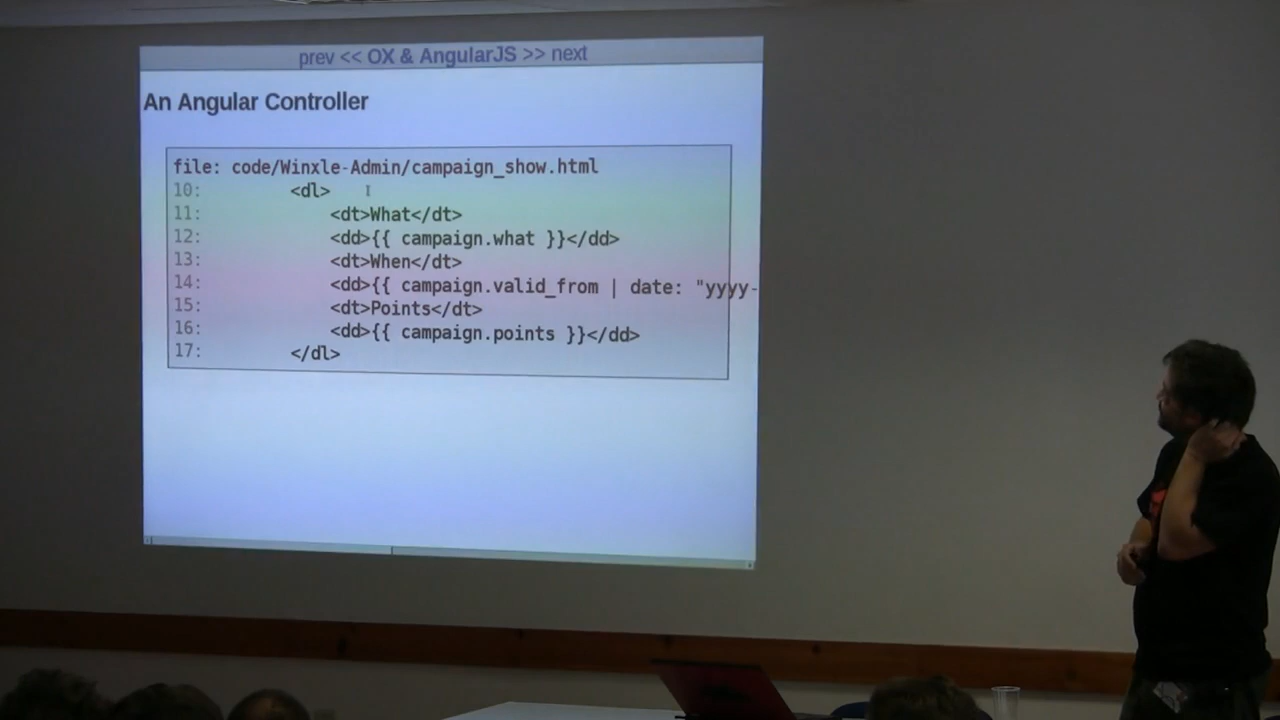 prev << OX & AngularJS >> next
An Angular Controller
file: code/Winxle-Admin/campaign_show.html
10: <dl>
11: <dt>What</dt>
12: <dd>{{ campaign.what }}</dd>
13: <dt>When</dt>
14: <dd>{{ campaign.valid_from | date: "yyyy-
15: <dt>Points</dt>
16: <dd>{{ campaign.points }}</dd>
17: </dl>